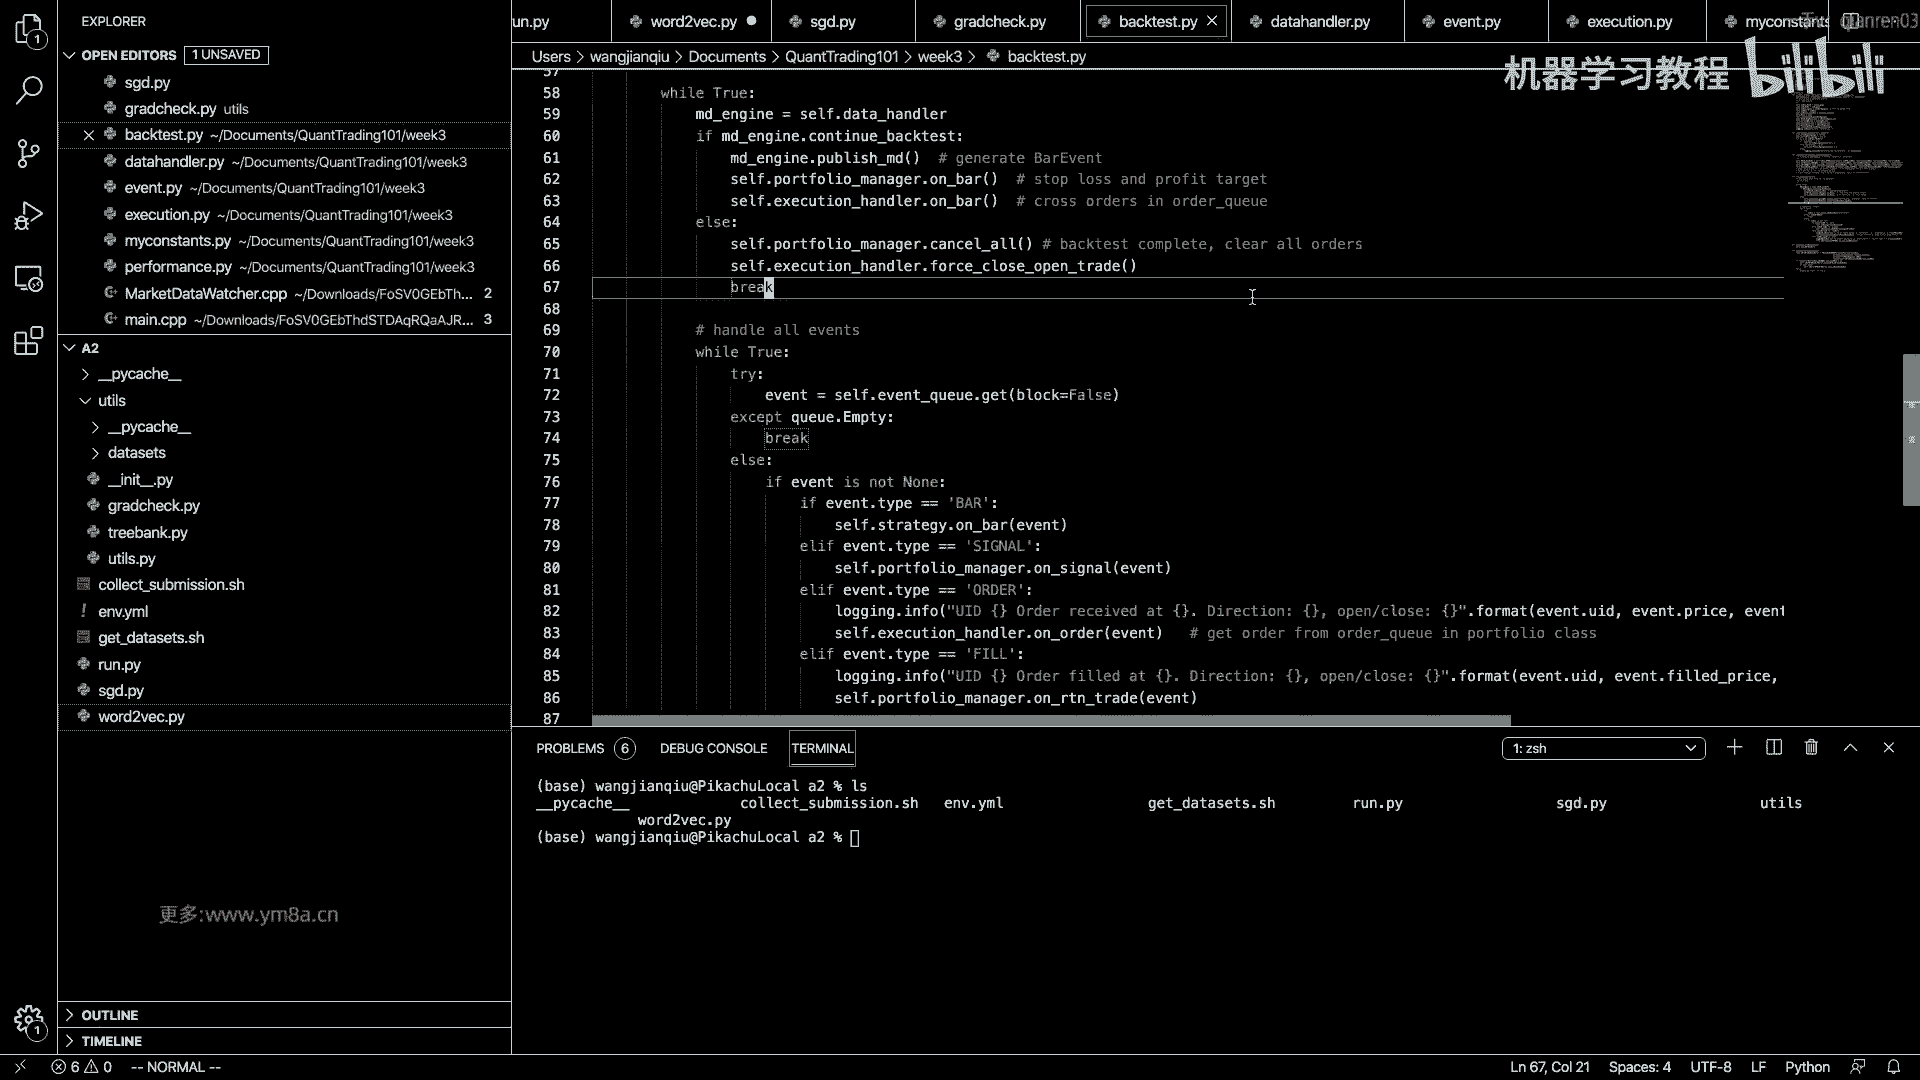 EXPLORER
OPEN EDITORS 1 UNSAVED
sgd.py
gradcheck.py utils
backtest.py ~/Documents/QuantTrading101/week3
datahandler.py ~/Documents/QuantTrading101/week3
event.py ~/Documents/QuantTrading101/week3
execution.py ~/Documents/QuantTrading101/week3
myconstants.py ~/Documents/QuantTrading101/week3
performance.py ~/Documents/QuantTrading101/week3
MarketDataWatcher.cpp ~/Downloads/FoSV0GEbTh... 2
main.cpp ~/Downloads/FoSV0GEbThdSTDAqRQaAJR... 3
A2
__pycache__
utils
__pycache__
datasets
__init__.py
gradcheck.py
treebank.py
utils.py
collect_submission.sh
! env.yml
get_datasets.sh
run.py
sgd.py
word2vec.py
更多:www.ym8a.cn
OUTLINE
TIMELINE
un.py word2vec.py sgd.py gradcheck.py backtest.py datahandler.py event.py execution.py myconstants
Users > wangjianqiu > Documents > QuantTrading101 > week3 > backtest.py
机器学习教程 bilibili
57
58 while True:
59 md_engine = self.data_handler
60 if md_engine.continue_backtest:
61 md_engine.publish_md() # generate BarEvent
62 self.portfolio_manager.on_bar() # stop loss and profit target
63 self.execution_handler.on_bar() # cross orders in order_queue
64 else:
65 self.portfolio_manager.cancel_all() # backtest complete, clear all orders
66 self.execution_handler.force_close_open_trade()
67 break
68
69 # handle all events
70 while True:
71 try:
72 event = self.event_queue.get(block=False)
73 except queue.Empty:
74 break
75 else:
76 if event is not None:
77 if event.type == 'BAR':
78 self.strategy.on_bar(event)
79 elif event.type == 'SIGNAL':
80 self.portfolio_manager.on_signal(event)
81 elif event.type == 'ORDER':
82 logging.info("UID {} Order received at {}. Direction: {}, open/close: {}".format(event.uid, event.price, event
83 self.execution_handler.on_order(event) # get order from order_queue in portfolio class
84 elif event.type == 'FILL':
85 logging.info("UID {} Order filled at {}. Direction: {}, open/close: {}".format(event.uid, event.filled_price,
86 self.portfolio_manager.on_rtn_trade(event)
87
PROBLEMS 6 DEBUG CONSOLE TERMINAL 1: zsh
(base) wangjianqiu@PikachuLocal a2 % ls
__pycache__ collect_submission.sh env.yml get_datasets.sh run.py sgd.py utils
word2vec.py
(base) wangjianqiu@PikachuLocal a2 %
6 0 -- NORMAL -- Ln 67, Col 21 Spaces: 4 UTF-8 LF Python